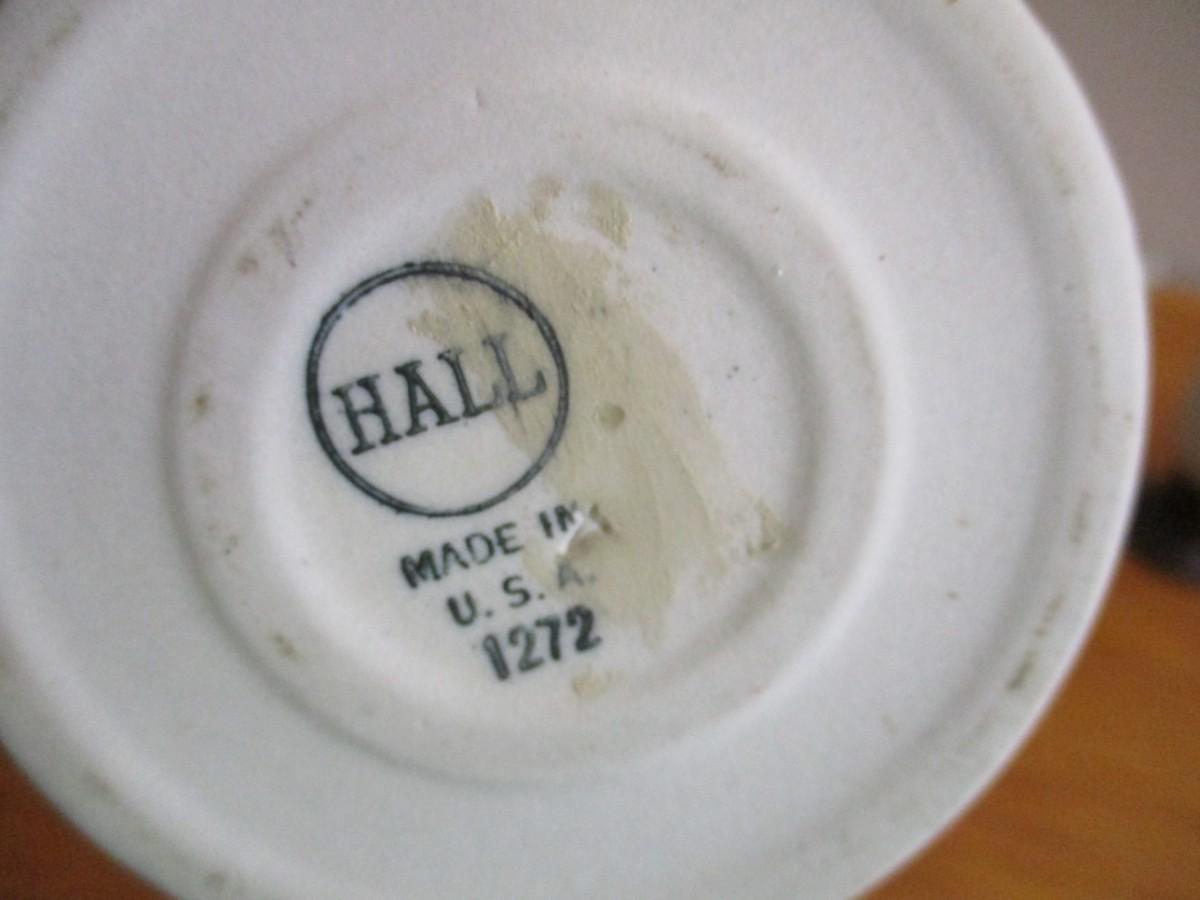 HALL
MADE IN
U. S. A.
1272